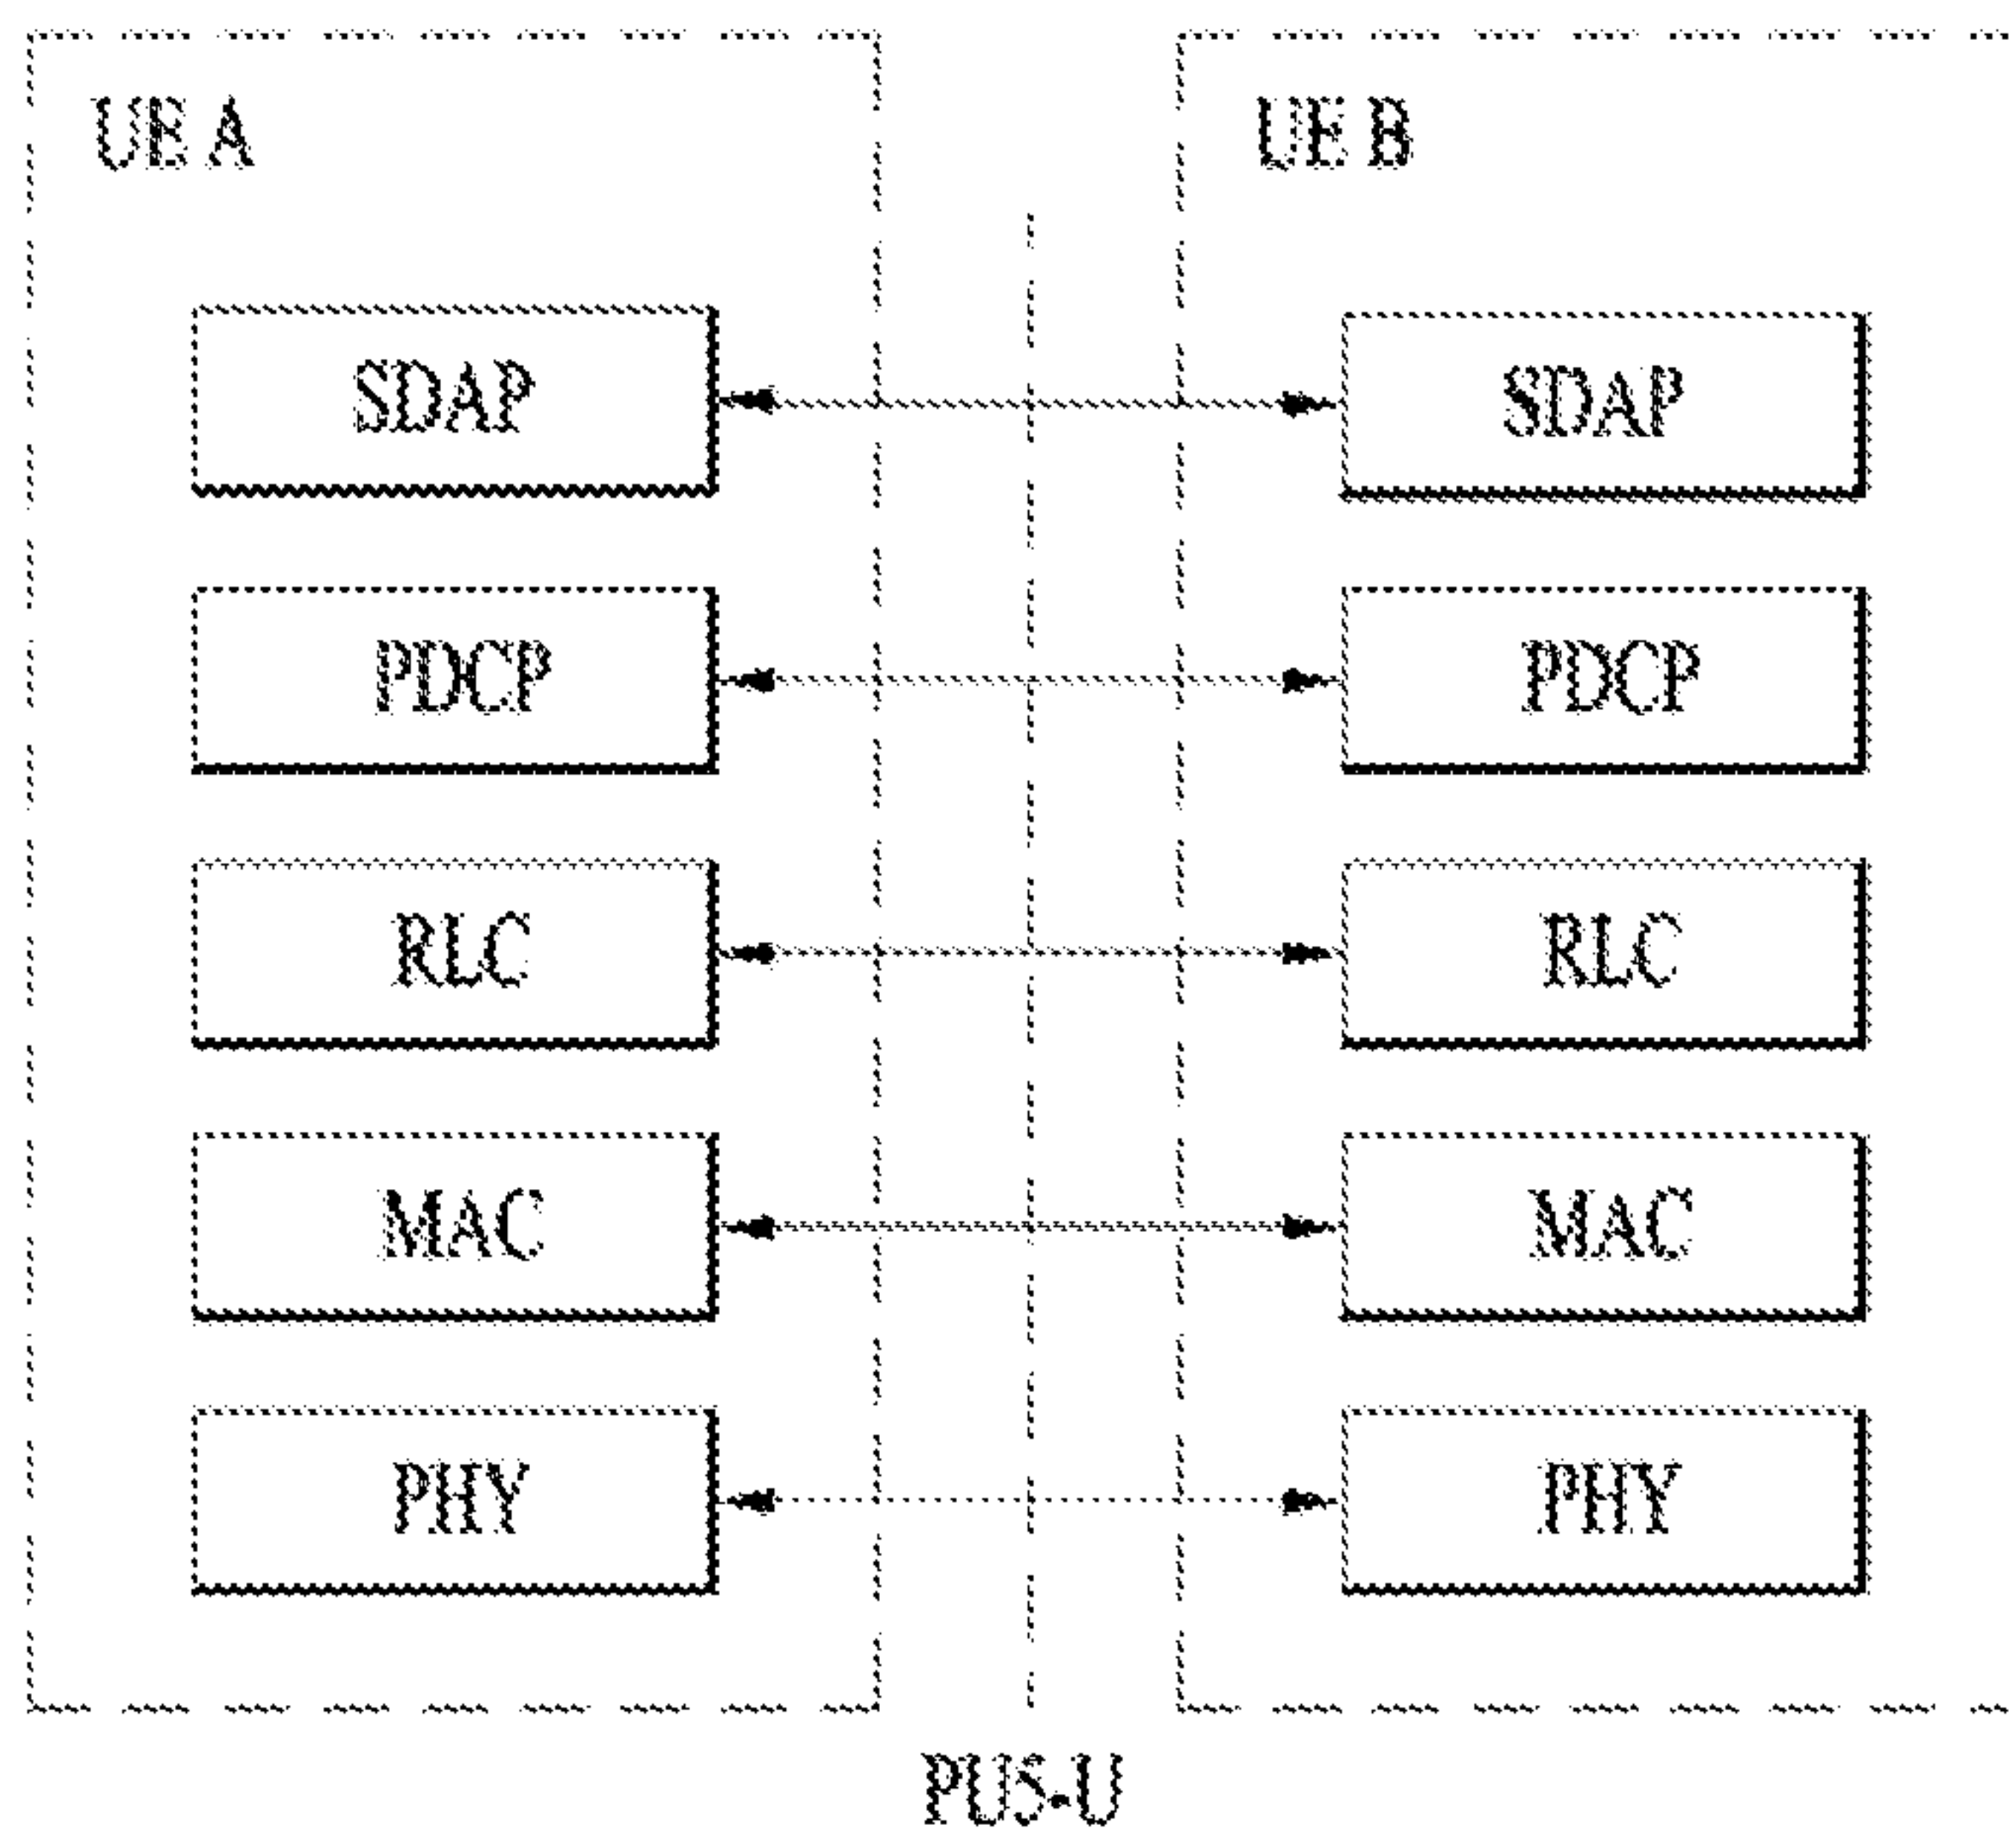 UE A
UE B
SDAP
SDAP
PDCP
PDCP
RLC
RLC
MAC
MAC
PHY
PHY
PUS-U